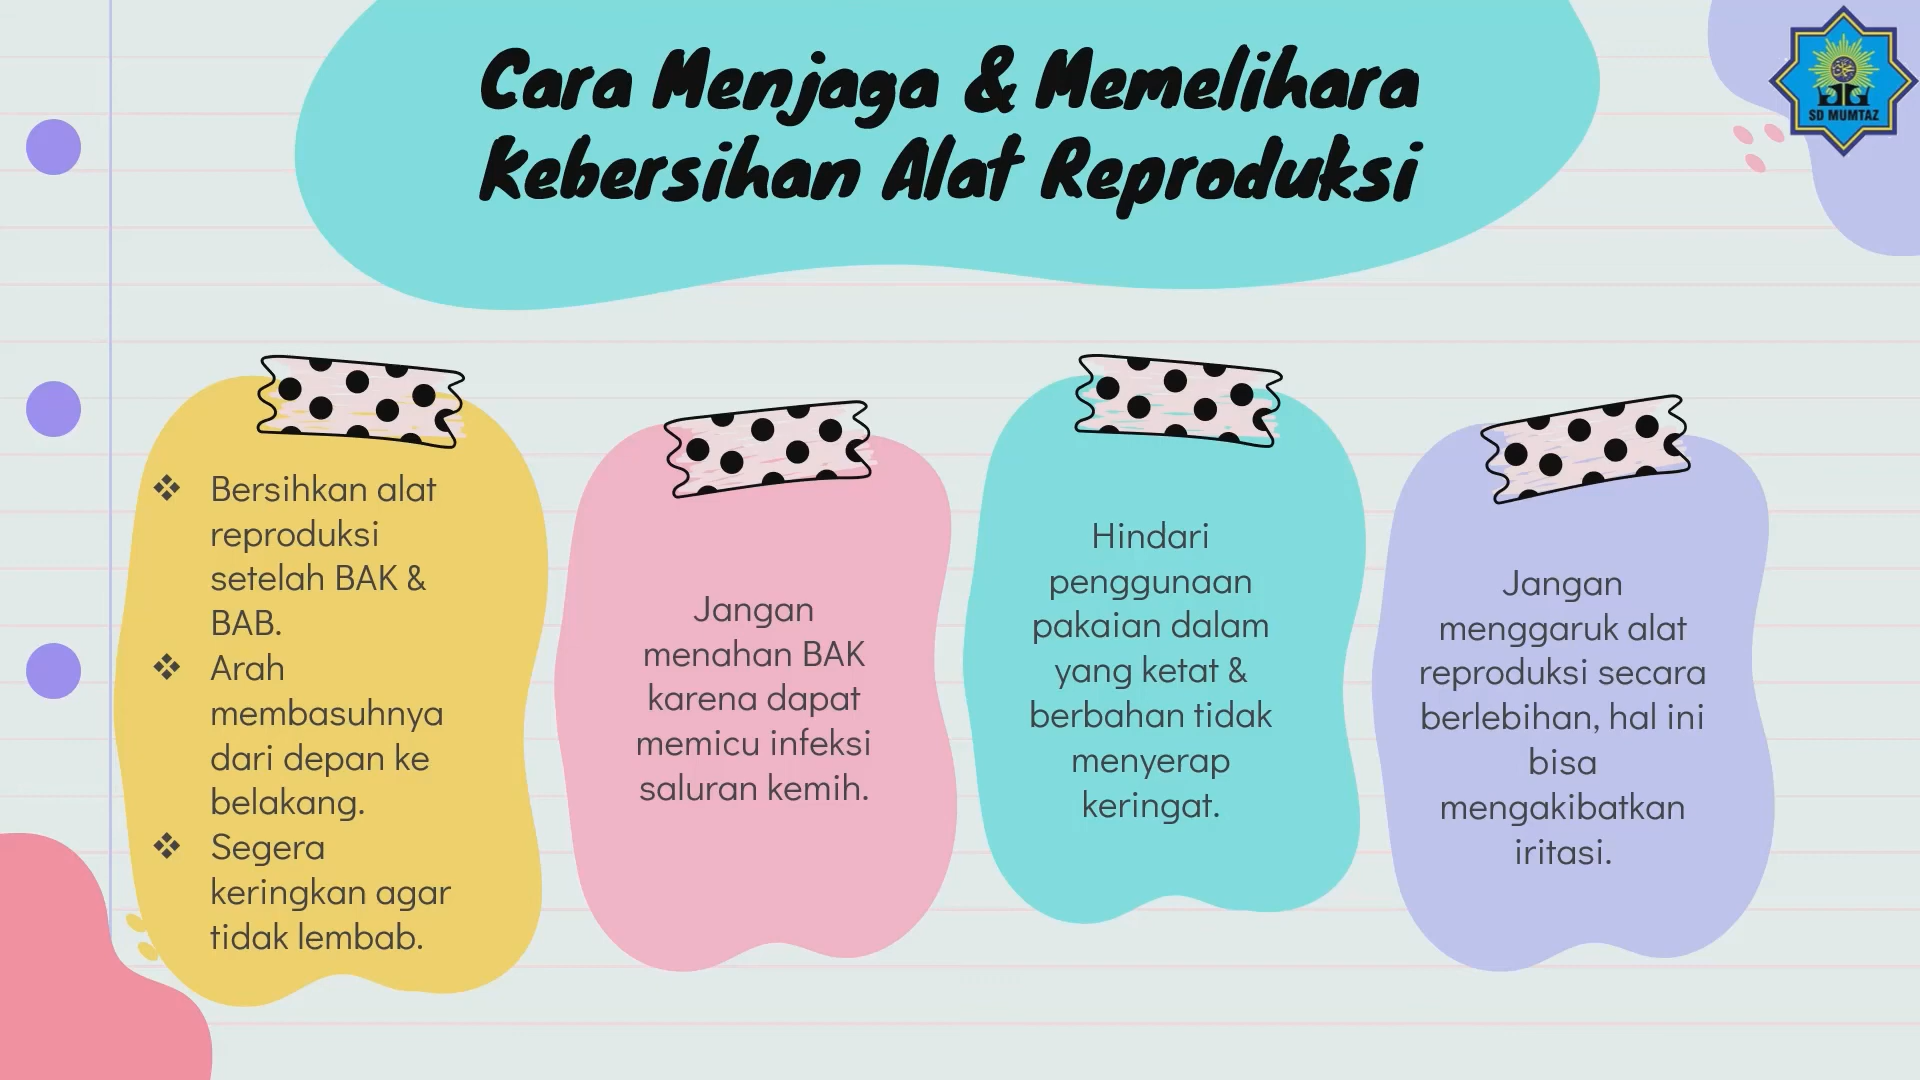 Cara Menjaga & Memelihara
Kebersihan Alat Reproduksi
SD MUMTAZ
❖ Bersihkan alat
reproduksi
setelah BAK &
BAB.
❖ Arah
membasuhnya
dari depan ke
belakang.
❖ Segera
keringkan agar
tidak lembab.
Jangan
menahan BAK
karena dapat
memicu infeksi
saluran kemih.
Hindari
penggunaan
pakaian dalam
yang ketat &
berbahan tidak
menyerap
keringat.
Jangan
menggaruk alat
reproduksi secara
berlebihan, hal ini
bisa
mengakibatkan
iritasi.